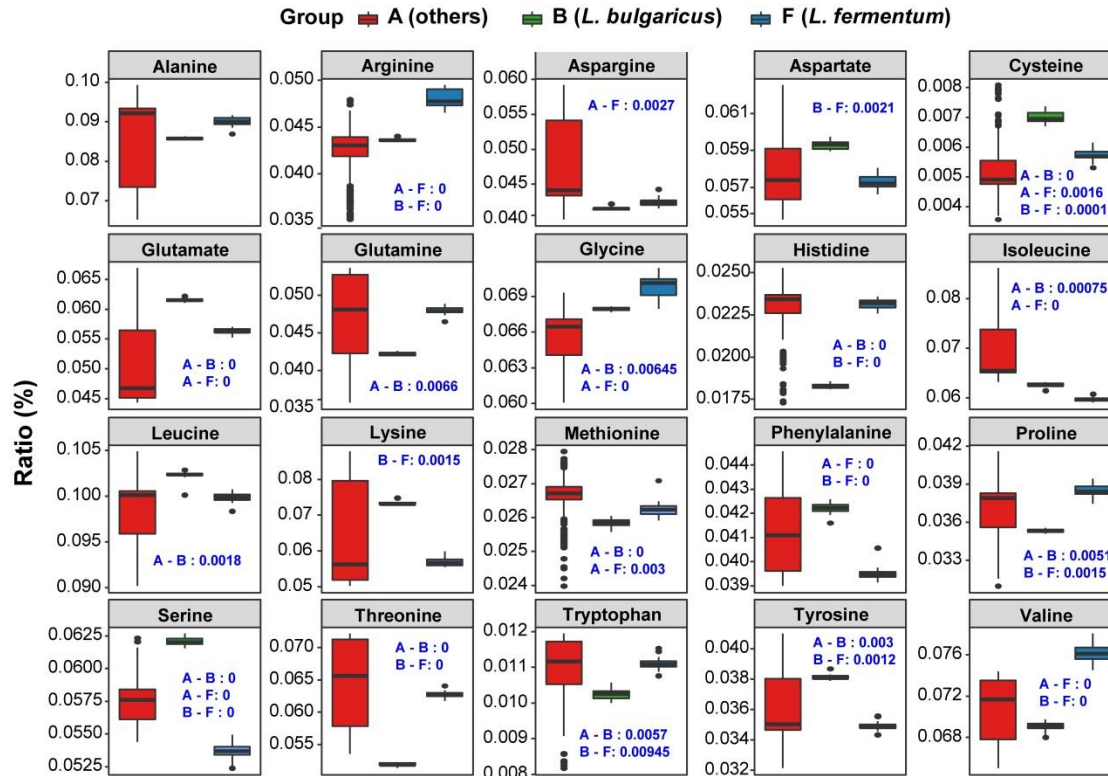 Group A (others) B (L. bulgaricus) F (L. fermentum)
Ratio (%)
Alanine
0.10
0.09
0.08
0.07
Arginine
0.050
0.045
0.040
0.035
A - F : 0
B - F: 0
Aspargine
0.060
0.055
0.050
0.045
0.040
A - F : 0.0027
Aspartate
0.061
0.059
0.057
0.055
B - F: 0.0021
Cysteine
0.008
0.007
0.006
0.005
0.004
A - B : 0
A - F: 0.0016
B - F : 0.0001
Glutamate
0.065
0.060
0.055
0.050
0.045
A - B : 0
A - F: 0
Glutamine
0.050
0.045
0.040
0.035
A - B : 0.0066
Glycine
0.069
0.066
0.063
0.060
A - B : 0.00645
A - F: 0
Histidine
0.0250
0.0225
0.0200
0.0175
A - B : 0
B - F: 0
Isoleucine
0.08
0.07
0.06
A - B : 0.00075
A - F: 0
Leucine
0.105
0.100
0.095
0.090
A - B : 0.0018
Lysine
0.08
0.07
0.06
0.05
B - F: 0.0015
Methionine
0.028
0.027
0.026
0.025
0.024
A - B : 0
A - F: 0.003
Phenylalanine
0.044
0.043
0.042
0.041
0.040
0.039
A - F : 0
B - F: 0
Proline
0.042
0.039
0.036
0.033
A - B : 0.0051
B - F: 0.0015
Serine
0.0625
0.0600
0.0575
0.0550
0.0525
A - B : 0
A - F: 0
B - F : 0
Threonine
0.070
0.065
0.060
0.055
A - B : 0
B - F: 0
Tryptophan
0.012
0.011
0.010
0.009
0.008
A - B : 0.0057
B - F: 0.00945
Tyrosine
0.040
0.038
0.036
0.034
0.032
A - B : 0.003
B - F: 0.0012
Valine
0.076
0.072
0.068
A - F : 0
B - F: 0